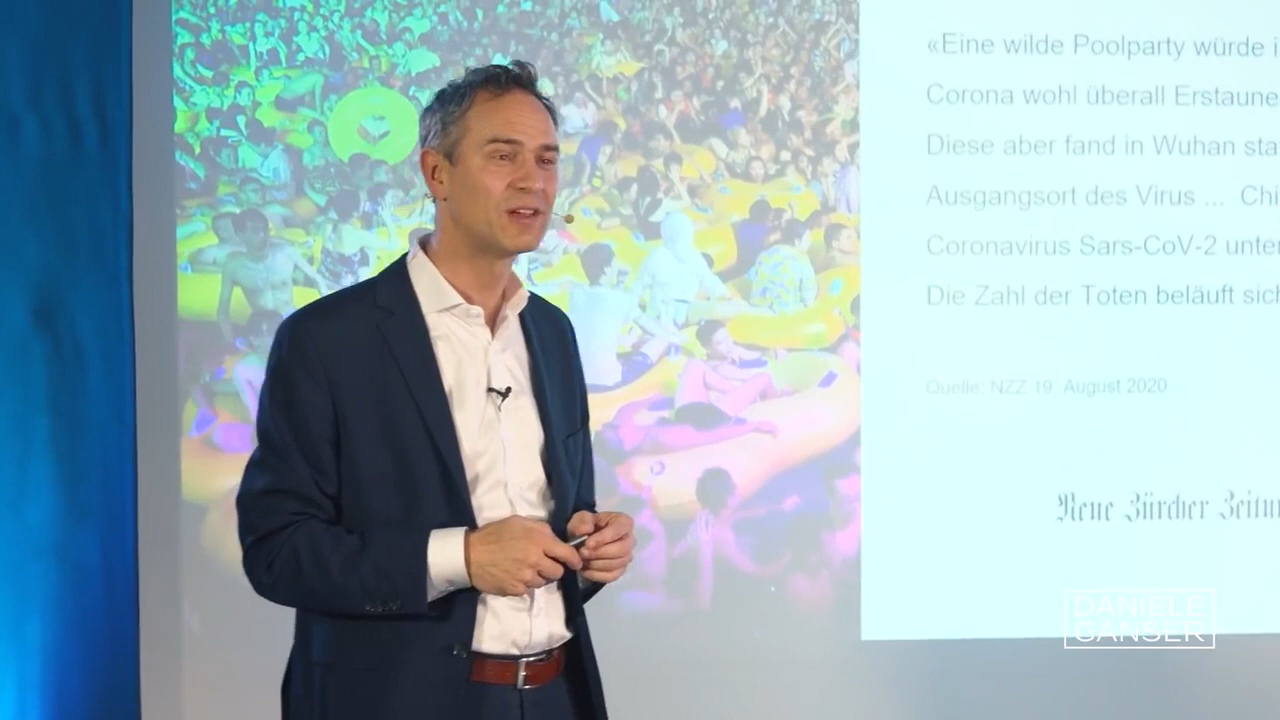 «Eine wilde Poolparty würde i
Corona wohl überall Erstaune
Diese aber fand in Wuhan sta
Ausgangsort des Virus ... Chi
Coronavirus Sars-CoV-2 unter
Die Zahl der Toten beläuft sich
Quelle: NZZ 19. August 2020
Neue Zürcher Zeitun
DANIELE
GANSER